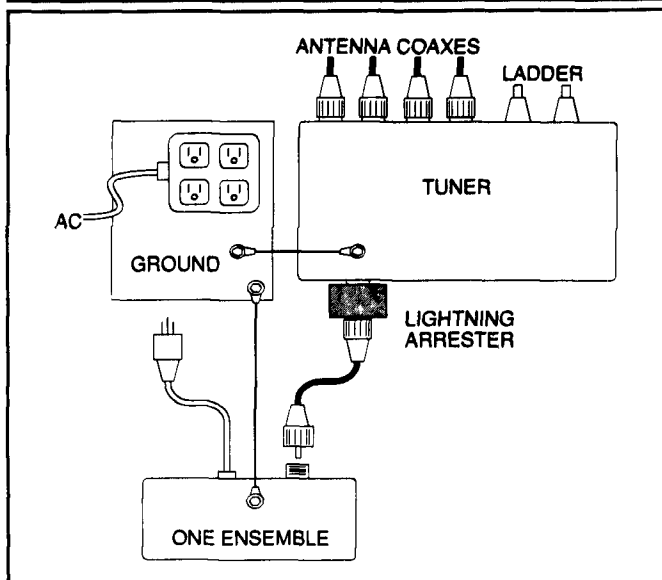 ANTENNA COAXES
LADDER
TUNER
AC
GROUND
LIGHTNING
ARRESTER
ONE ENSEMBLE